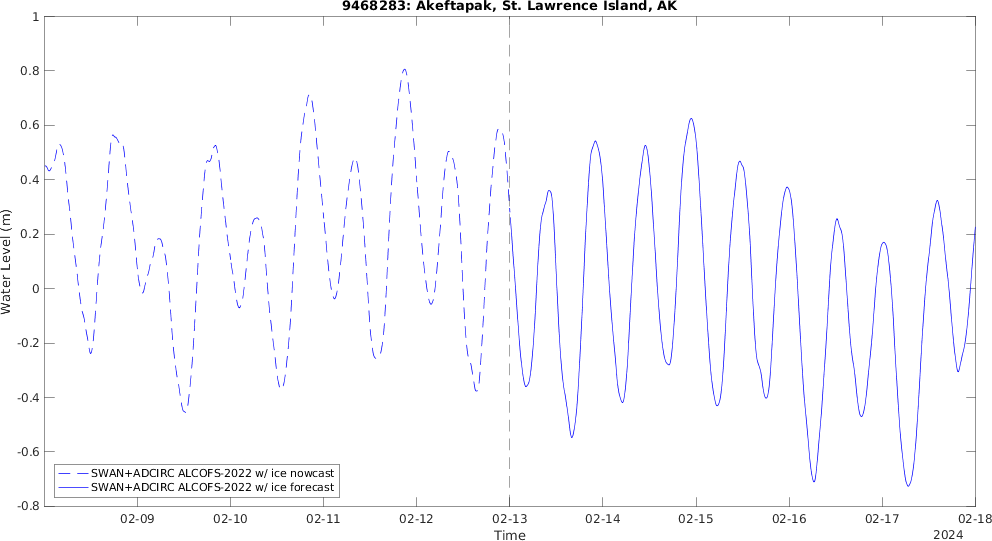 9468283: Akeftapak, St. Lawrence Island, AK
1
0.8
0.6
0.4
0.2
0
-0.2
-0.4
-0.6
-0.8
Water Level (m)
SWAN+ADCIRC ALCOFS-2022 w/ ice nowcast
SWAN+ADCIRC ALCOFS-2022 w/ ice forecast
02-09 02-10 02-11 02-12 02-13 02-14 02-15 02-16 02-17 02-18
Time
2024